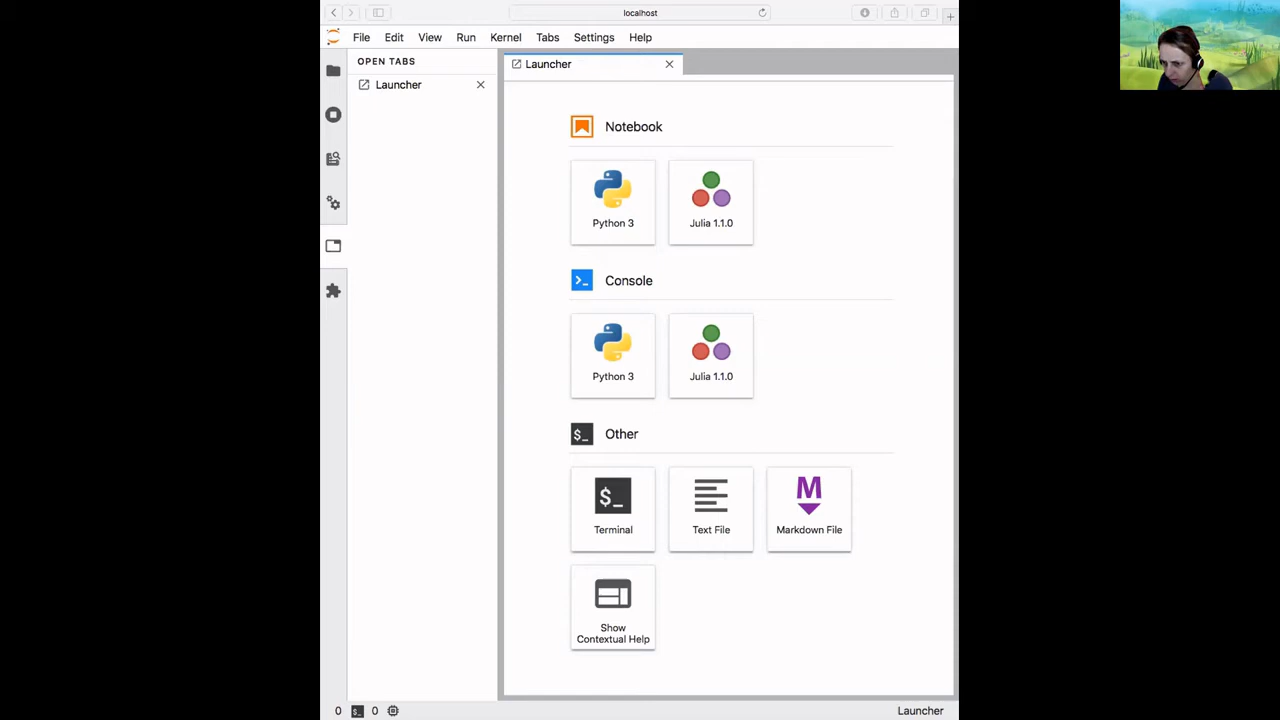 localhost
File Edit View Run Kernel Tabs Settings Help
OPEN TABS
Launcher
Launcher
Notebook
Python 3
Julia 1.1.0
>_ Console
Python 3
Julia 1.1.0
$_ Other
$_
M
Terminal
Text File
Markdown File
Show
Contextual Help
0 $_ 0
Launcher